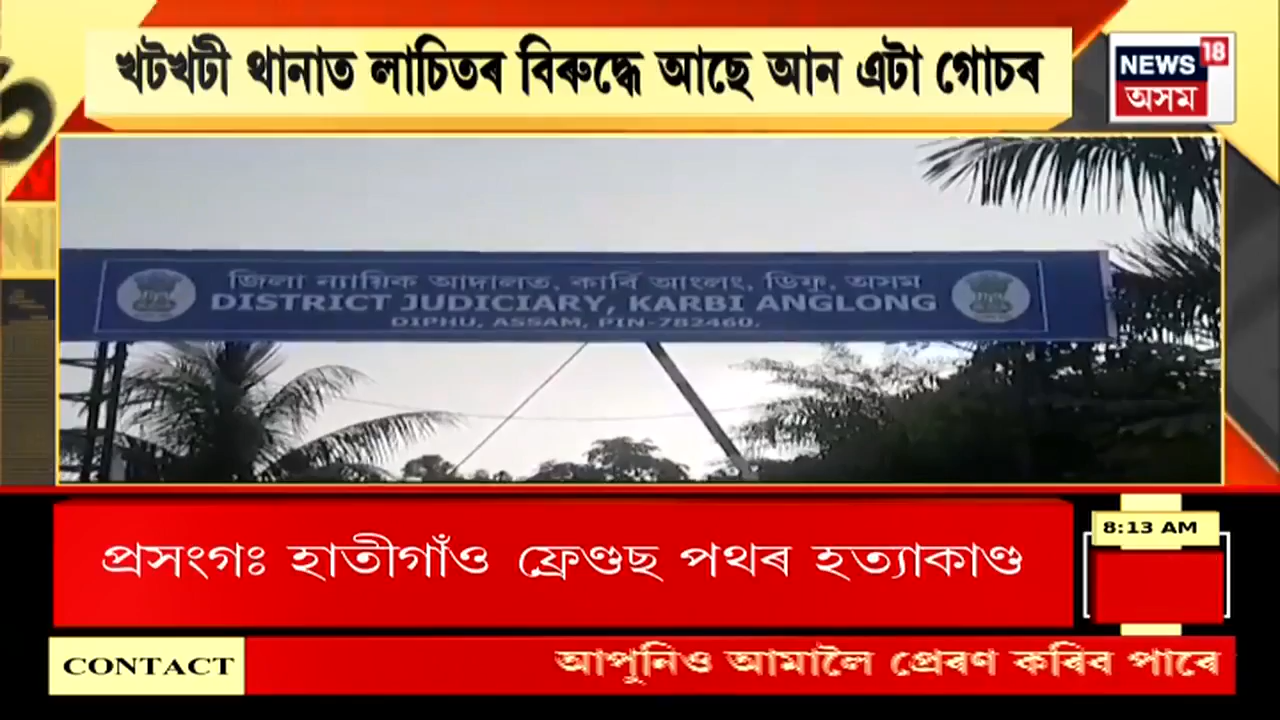 খটখটী থানাত লাচিতৰ বিৰুদ্ধে আছে আন এটা গোচৰ
NEWS 18
অসম
জিলা ন্যায়িক আদালত, কাৰ্বি আংলং, ডিফু, অসম
DISTRICT JUDICIARY, KARBI ANGLONG
DIPHU, ASSAM, PIN-782460.
প্ৰসংগঃ হাতীগাঁও ফ্ৰেণ্ডছ পথৰ হত্যাকাণ্ড
8:13 AM
CONTACT
আপুনিও আমালৈ প্ৰেৰণ কৰিব পাৰে